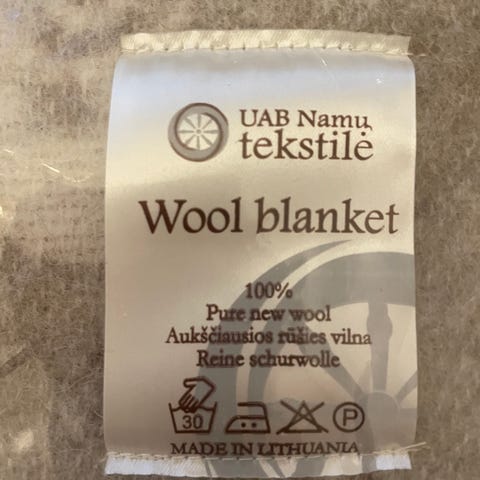 UAB Namų
tekstilė
Wool blanket
100%
Pure new wool
Aukščiausios rūšies vilna
Reine schurwolle
30 P
MADE IN LITHUANIA